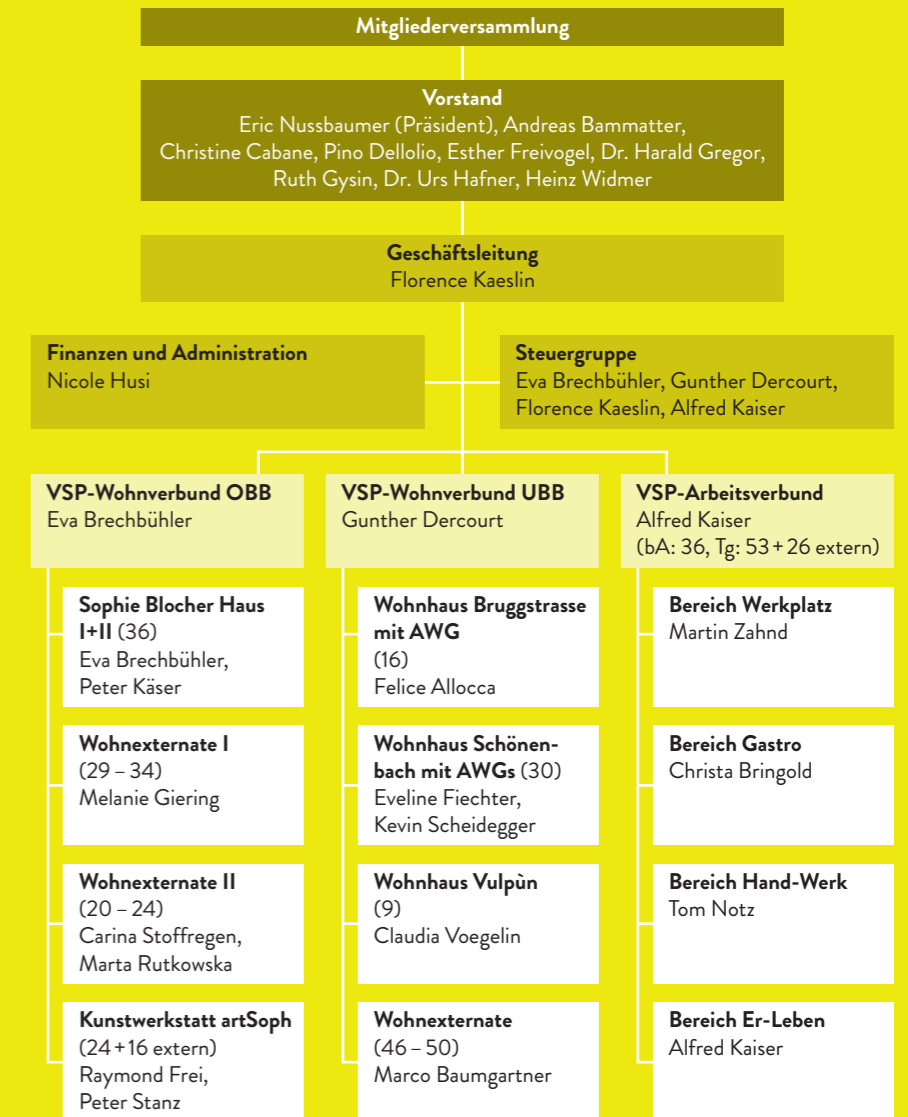 Mitgliederversammlung
Vorstand
Eric Nussbaumer (Präsident), Andreas Bammatter,
Christine Cabane, Pino Dellolio, Esther Freivogel, Dr. Harald Gregor,
Ruth Gysin, Dr. Urs Hafner, Heinz Widmer
Geschäftsleitung
Florence Kaeslin
Finanzen und Administration
Nicole Husi
Steuergruppe
Eva Brechbühler, Gunther Dercourt,
Florence Kaeslin, Alfred Kaiser
VSP-Wohnverbund OBB
Eva Brechbühler
VSP-Wohnverbund UBB
Gunther Dercourt
VSP-Arbeitsverbund
Alfred Kaiser
(bA: 36, Tg: 53 + 26 extern)
Sophie Blocher Haus
I+II (36)
Eva Brechbühler,
Peter Käser
Wohnexternate I
(29 – 34)
Melanie Giering
Wohnexternate II
(20 – 24)
Carina Stoffregen,
Marta Rutkowska
Kunstwerkstatt artSoph
(24 + 16 extern)
Raymond Frei,
Peter Stanz
Wohnhaus Bruggstrasse
mit AWG
(16)
Felice Allocca
Wohnhaus Schönen-
bach mit AWGs (30)
Eveline Fiechter,
Kevin Scheidegger
Wohnhaus Vulpùn
(9)
Claudia Voegelin
Wohnexternate
(46 – 50)
Marco Baumgartner
Bereich Werkplatz
Martin Zahnd
Bereich Gastro
Christa Bringold
Bereich Hand-Werk
Tom Notz
Bereich Er-Leben
Alfred Kaiser